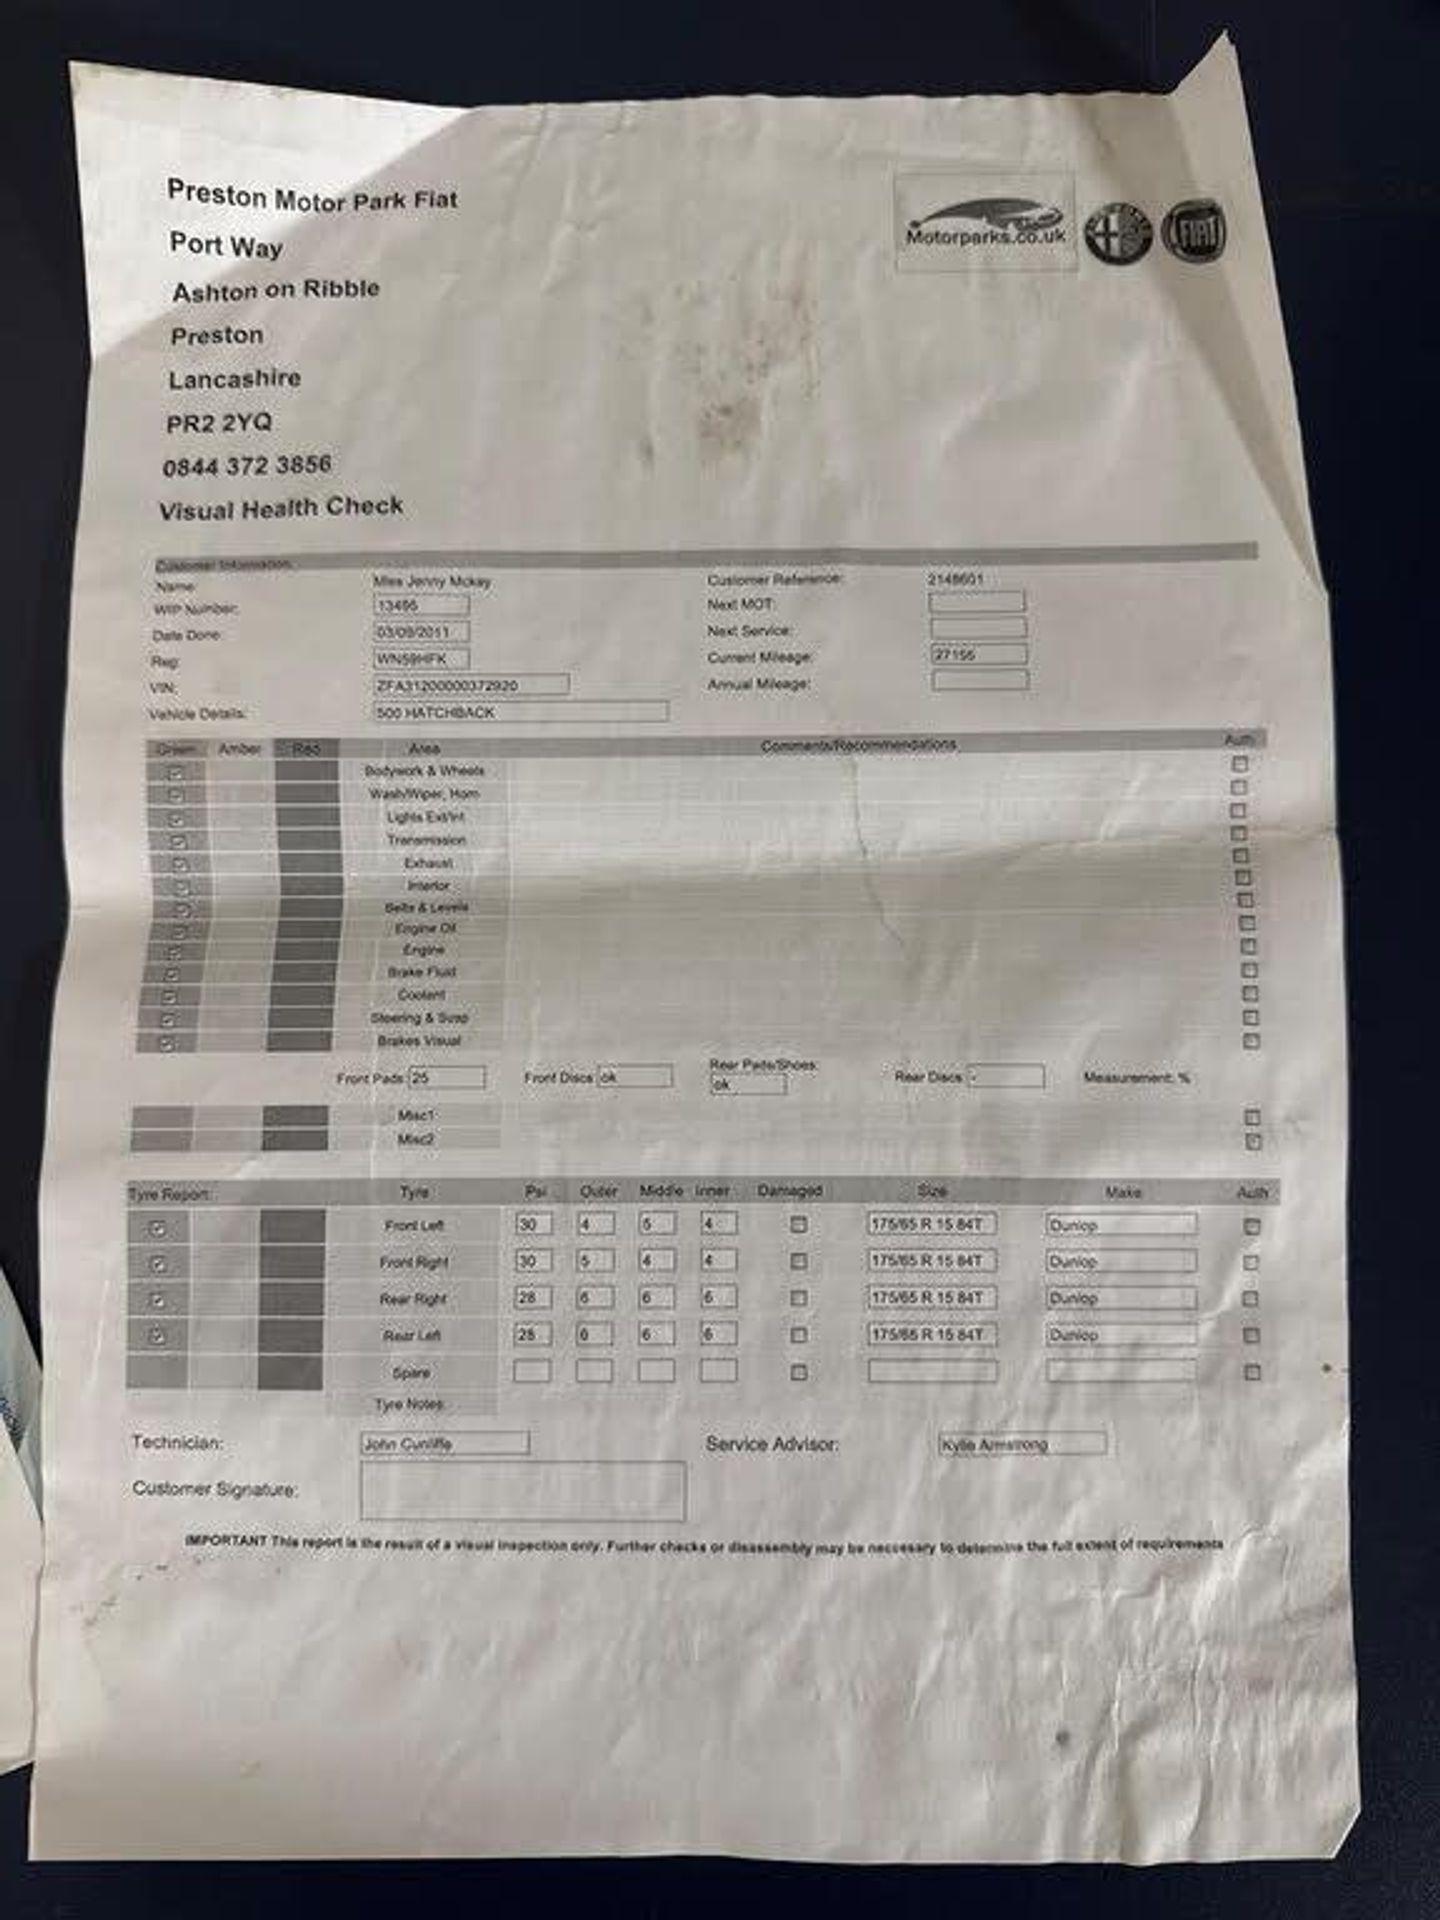 Preston Motor Park Fiat
Motorparks.co.uk
FIAT
Port Way
Ashton on Ribble
Preston
Lancashire
PR2 2YQ
0844 372 3856
Visual Health Check
Customer Information
Name: Miss Jenny Mckay Customer Reference: 2148601
WIP Number: 13495 Next MOT:
Date Done: 03/09/2011 Next Service:
Reg: WN59HFK Current Mileage: 27156
VIN: ZFA31200000372920 Annual Mileage:
Vehicle Details: 500 HATCHBACK
Green Amber Red Area Comments/Recommendations Auth
Bodywork & Wheels
Wash/Wiper, Horn
Lights Ext/Int
Transmission
Exhaust
Interior
Belts & Levels
Engine Oil
Engine
Brake Fluid
Coolant
Steering & Susp
Brakes Visual
Front Pads: 25 Front Discs: ok Rear Pads/Shoes: ok Rear Discs: - Measurement: %
Misc1
Misc2
Tyre Report: Tyre Psi Outer Middle Inner Damaged Size Make Auth
Front Left 30 4 5 4 175/65 R 15 84T Dunlop
Front Right 30 5 4 4 175/65 R 15 84T Dunlop
Rear Right 28 6 6 6 175/65 R 15 84T Dunlop
Rear Left 28 6 6 6 175/65 R 15 84T Dunlop
Spare
Tyre Notes
Technician: John Cunliffe Service Advisor: Kylie Armstrong
Customer Signature:
IMPORTANT This report is the result of a visual inspection only. Further checks or disassembly may be neccesary to determine the full extent of requirements